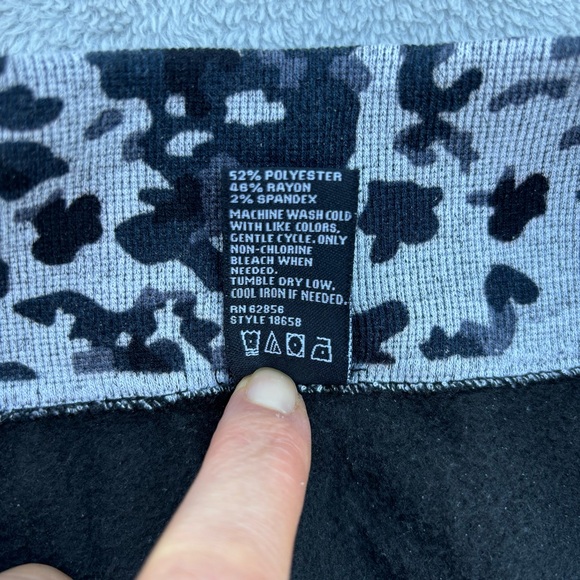 52% POLYESTER
46% RAYON
2% SPANDEX
MACHINE WASH COLD
WITH LIKE COLORS,
GENTLE CYCLE. ONLY
NON-CHLORINE
BLEACH WHEN
NEEDED.
TUMBLE DRY LOW.
COOL IRON IF NEEDED.
RN 62856
STYLE 18658